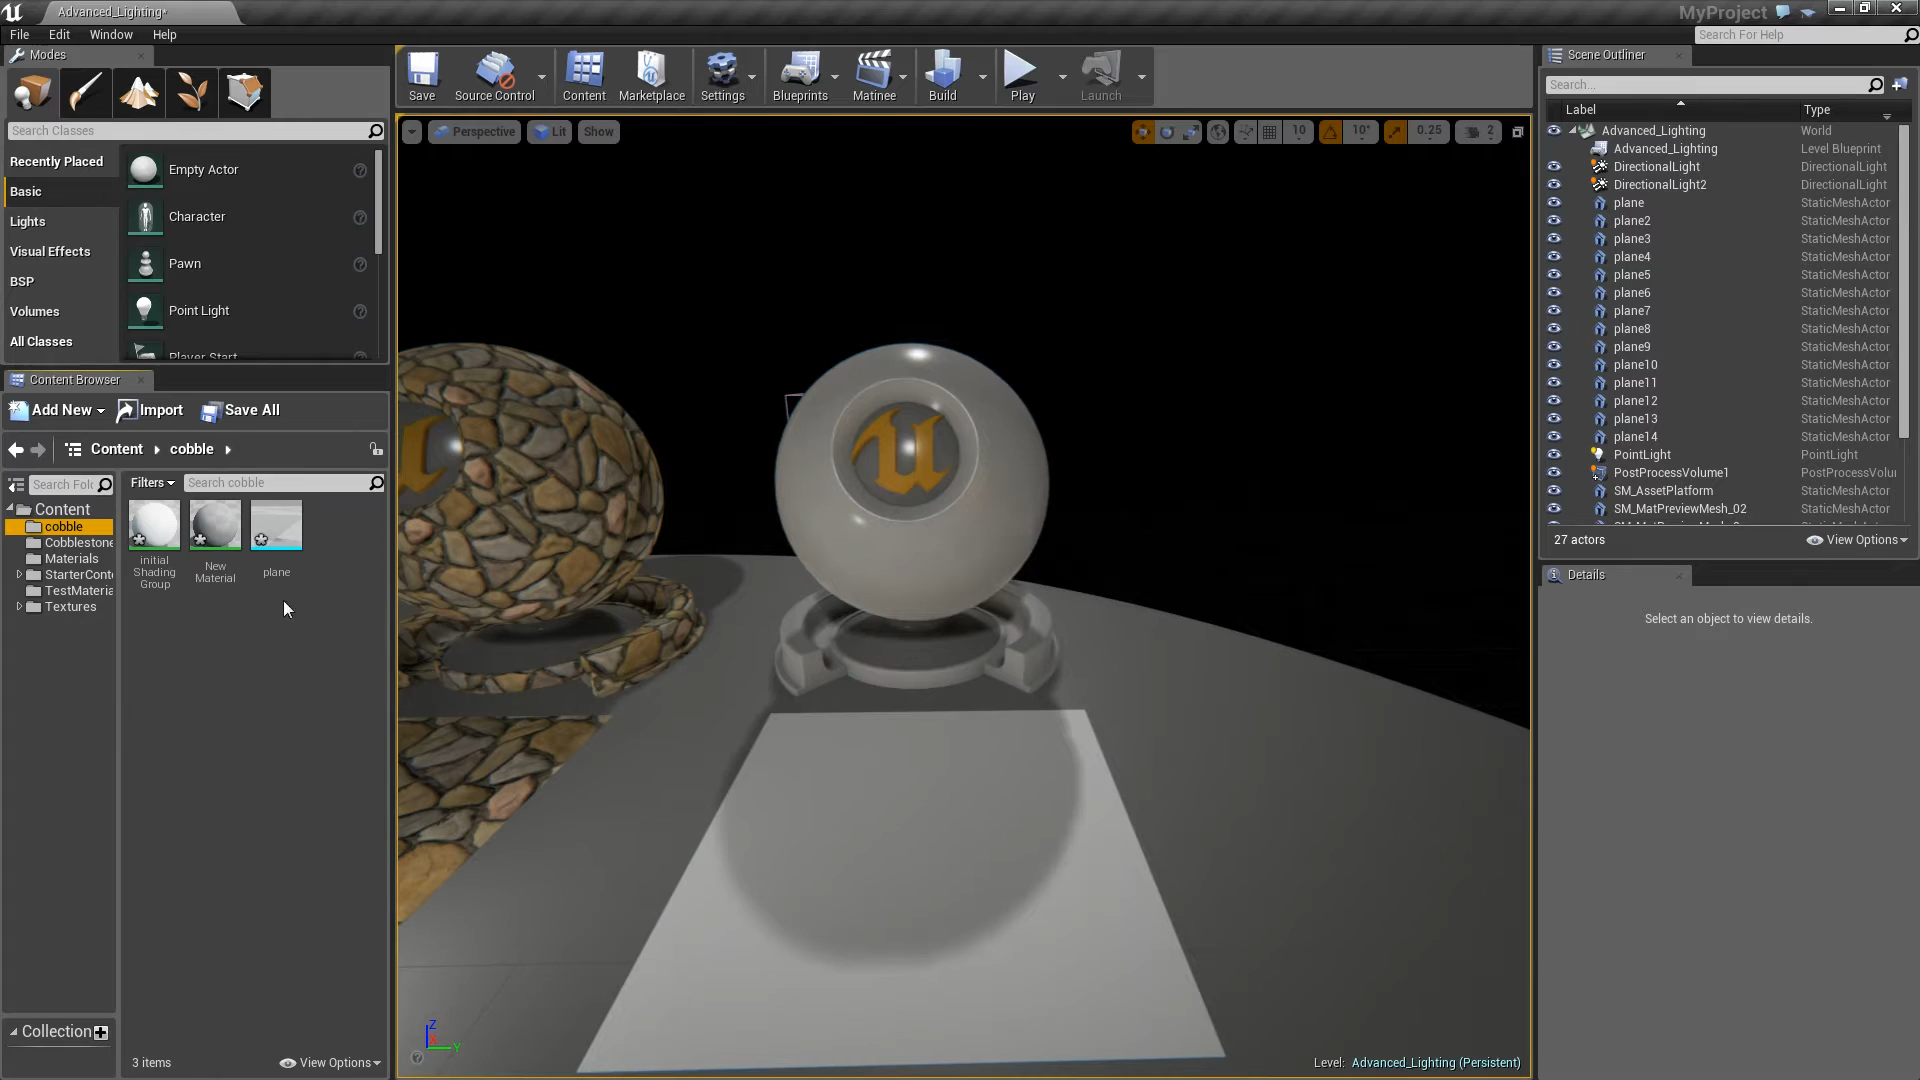 Advanced_Lighting*
MyProject
File Edit Window Help
Search For Help
Modes
Search Classes
Recently Placed
Basic
Lights
Visual Effects
BSP
Volumes
All Classes
Empty Actor
Character
Pawn
Point Light
Player Start
Content Browser
Add New Import Save All
Content cobble
Search Fol
Filters Search cobble
Content
cobble
Cobblestone
Materials
StarterConte
TestMateria
Textures
initial
Shading
Group
New
Material
plane
Collection
3 items View Options
Save Source Control Content Marketplace Settings Blueprints Matinee Build Play Launch
Perspective Lit Show
10 10° 0.25 2
Z
Y
Level: Advanced_Lighting (Persistent)
Scene Outliner
Search...
Label Type
Advanced_Lighting World
Advanced_Lighting Level Blueprint
DirectionalLight DirectionalLight
DirectionalLight2 DirectionalLight
plane StaticMeshActor
plane2 StaticMeshActor
plane3 StaticMeshActor
plane4 StaticMeshActor
plane5 StaticMeshActor
plane6 StaticMeshActor
plane7 StaticMeshActor
plane8 StaticMeshActor
plane9 StaticMeshActor
plane10 StaticMeshActor
plane11 StaticMeshActor
plane12 StaticMeshActor
plane13 StaticMeshActor
plane14 StaticMeshActor
PointLight PointLight
PostProcessVolume1 PostProcessVolu
SM_AssetPlatform StaticMeshActor
SM_MatPreviewMesh_02 StaticMeshActor
27 actors View Options
Details
Select an object to view details.